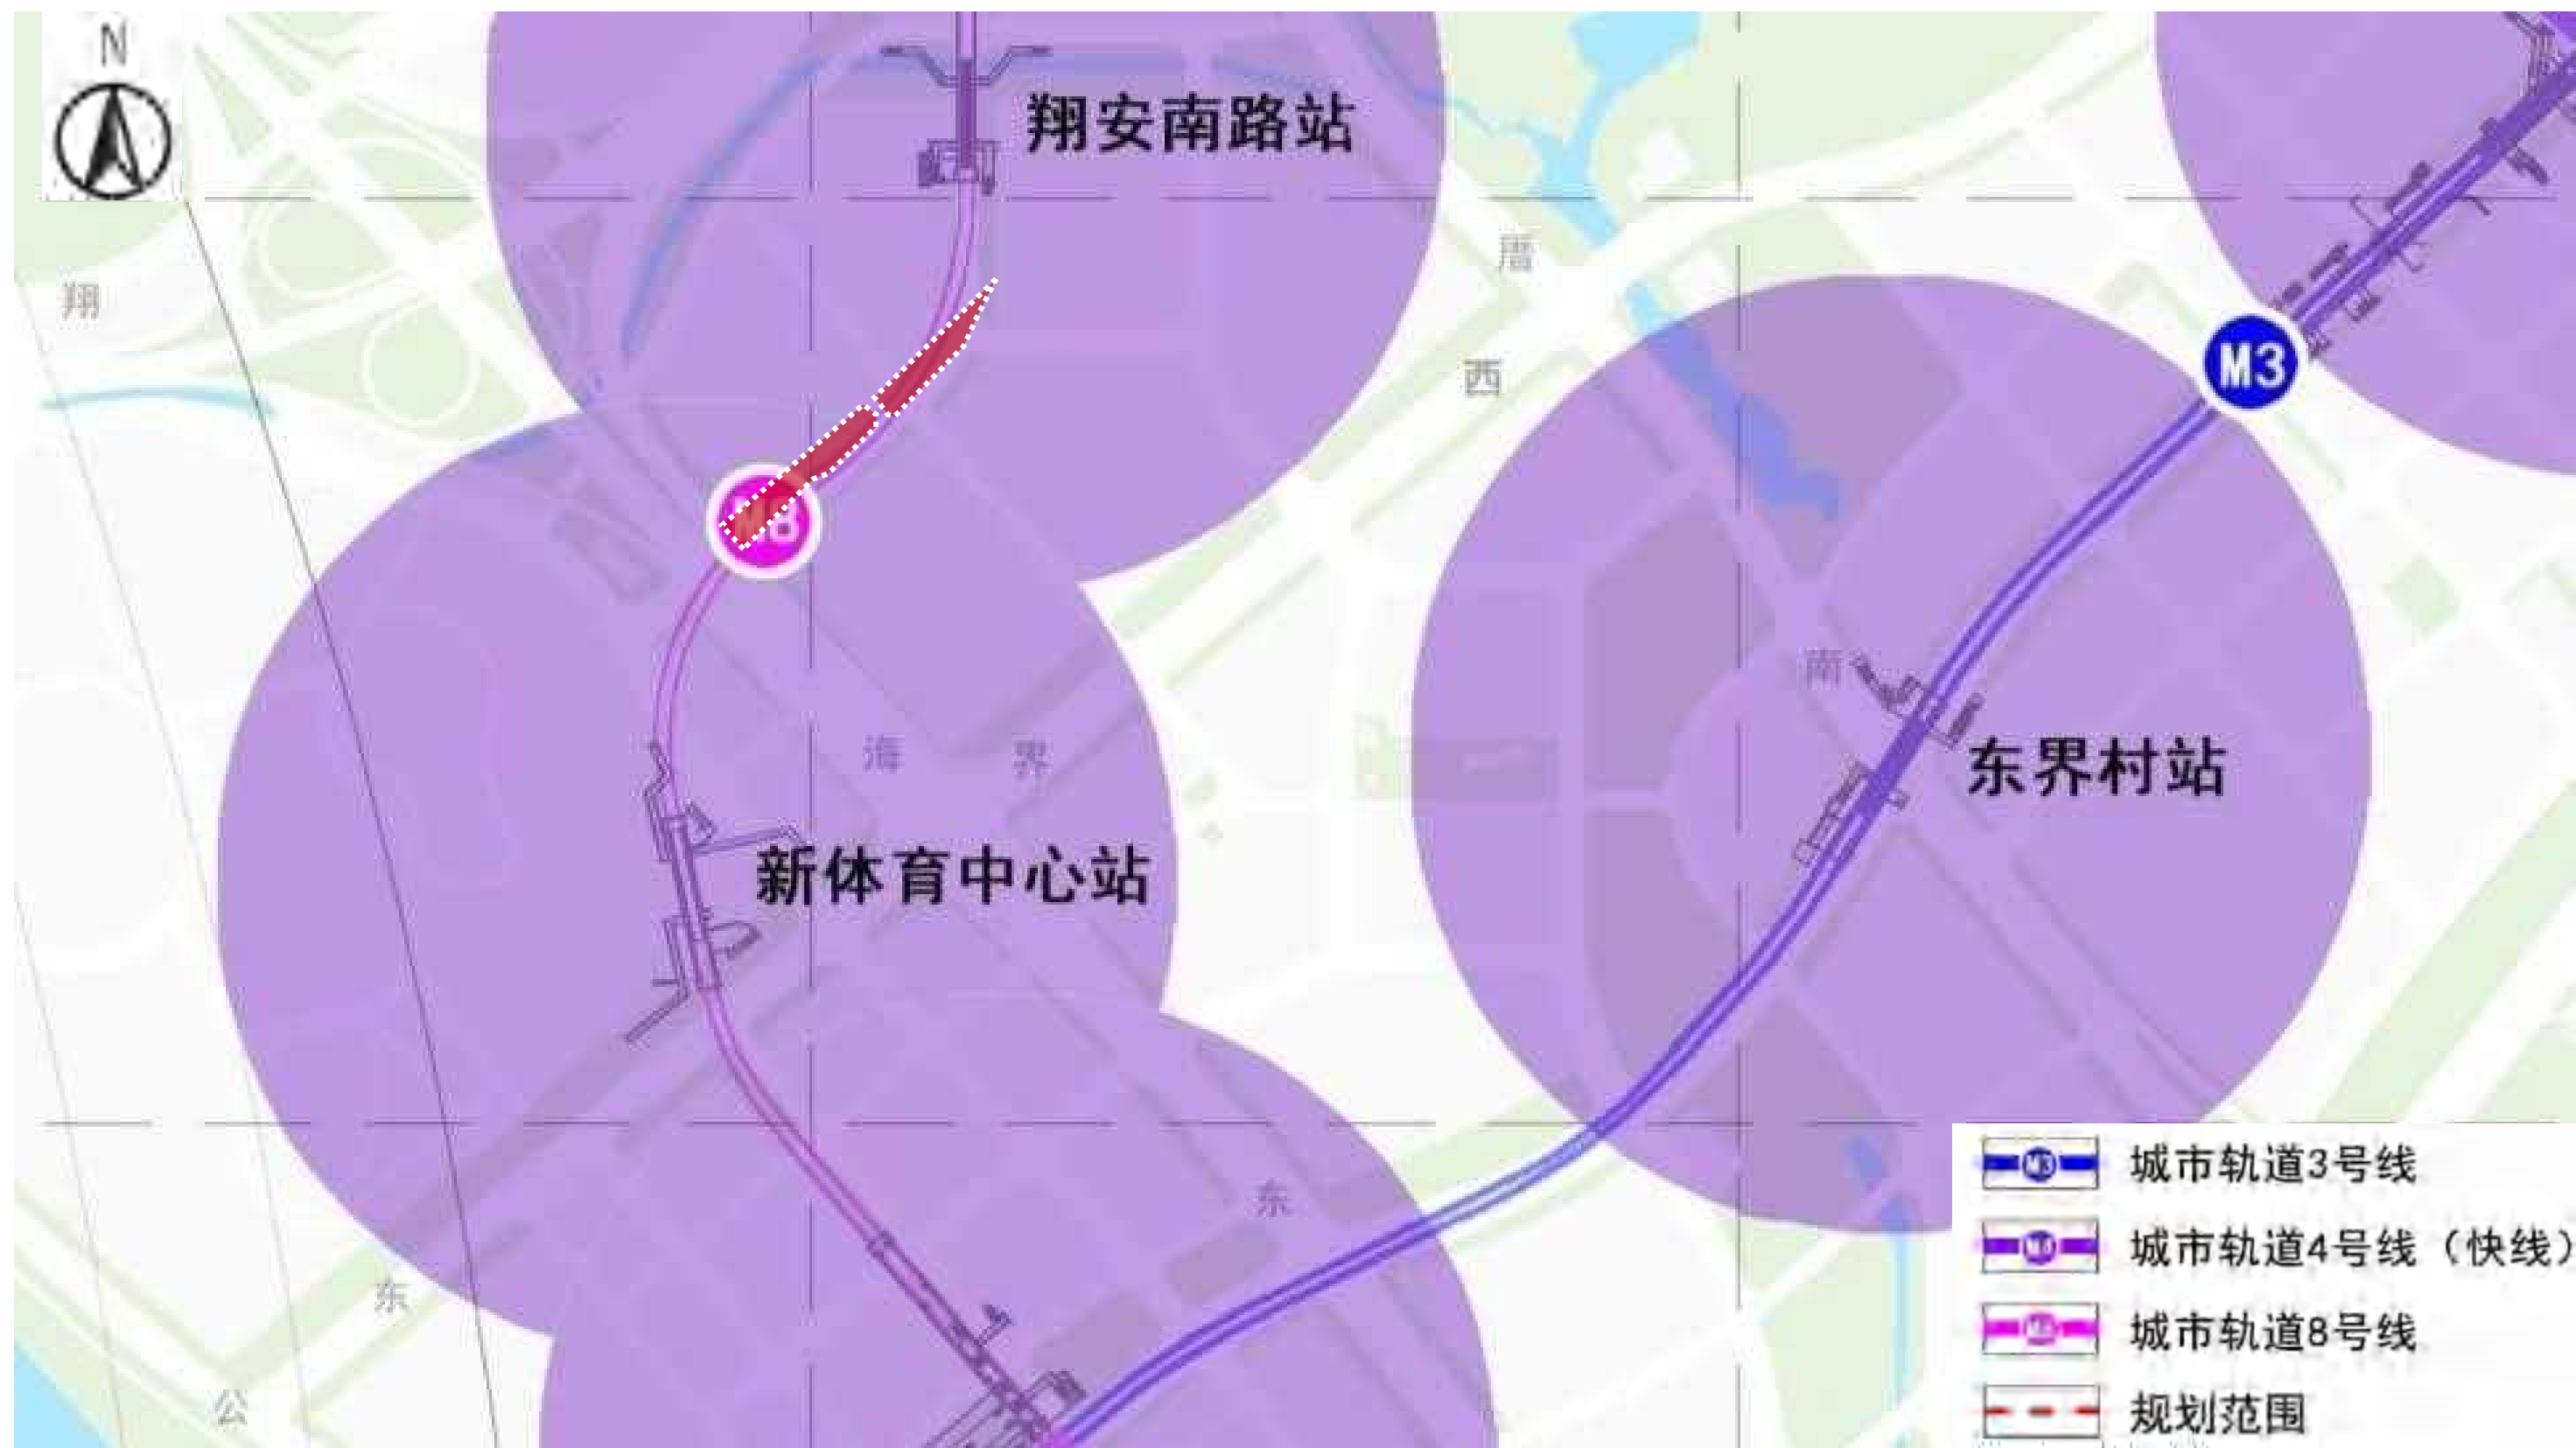 N
翔安南路站
厝
翔
M3
西
M8
南
海 界
东界村站
新体育中心站
城市轨道3号线
东
城市轨道4号线（快线）
东
城市轨道8号线
公
规划范围